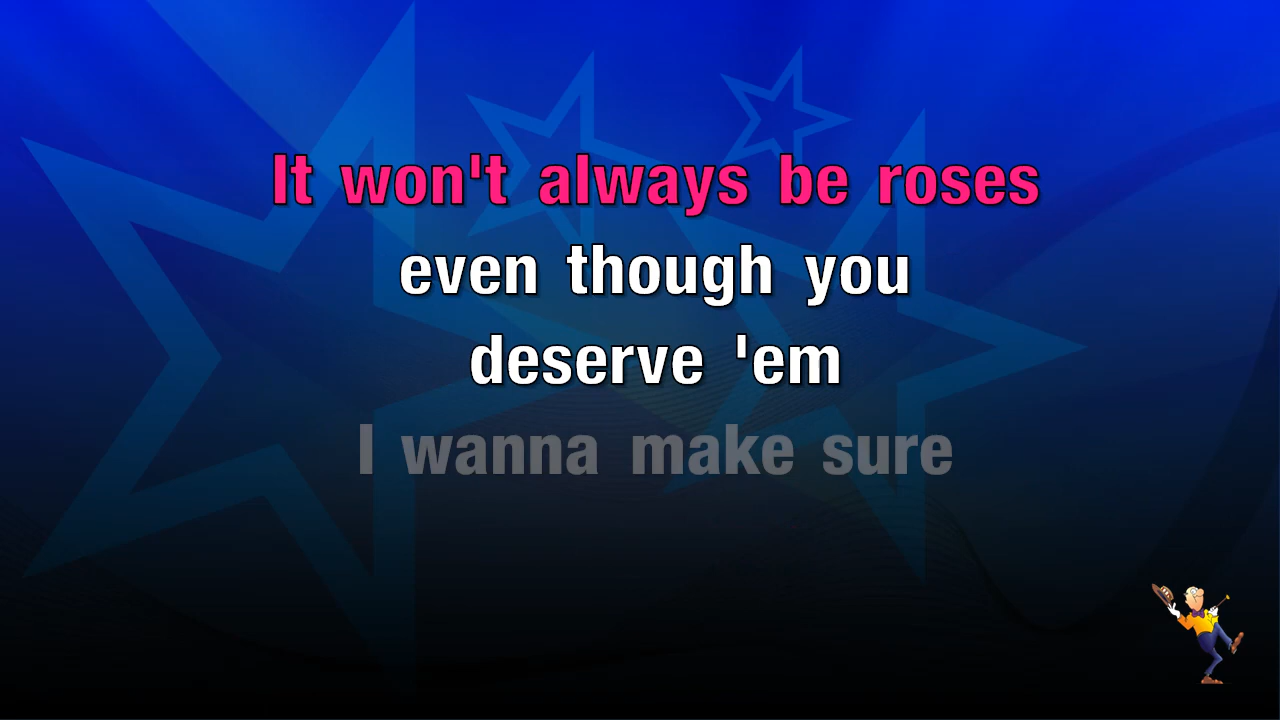 It won't always be roses
even though you
deserve 'em
I wanna make sure